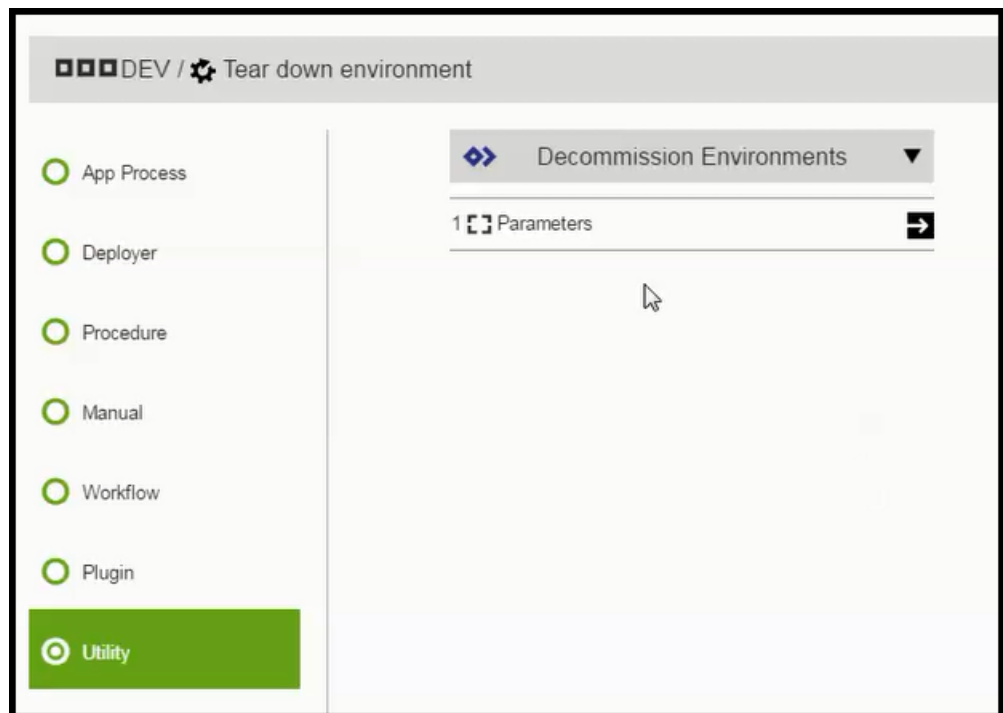 DEV / Tear down environment
App Process
Deployer
Procedure
Manual
Workflow
Plugin
Utility
Decommission Environments
1 Parameters